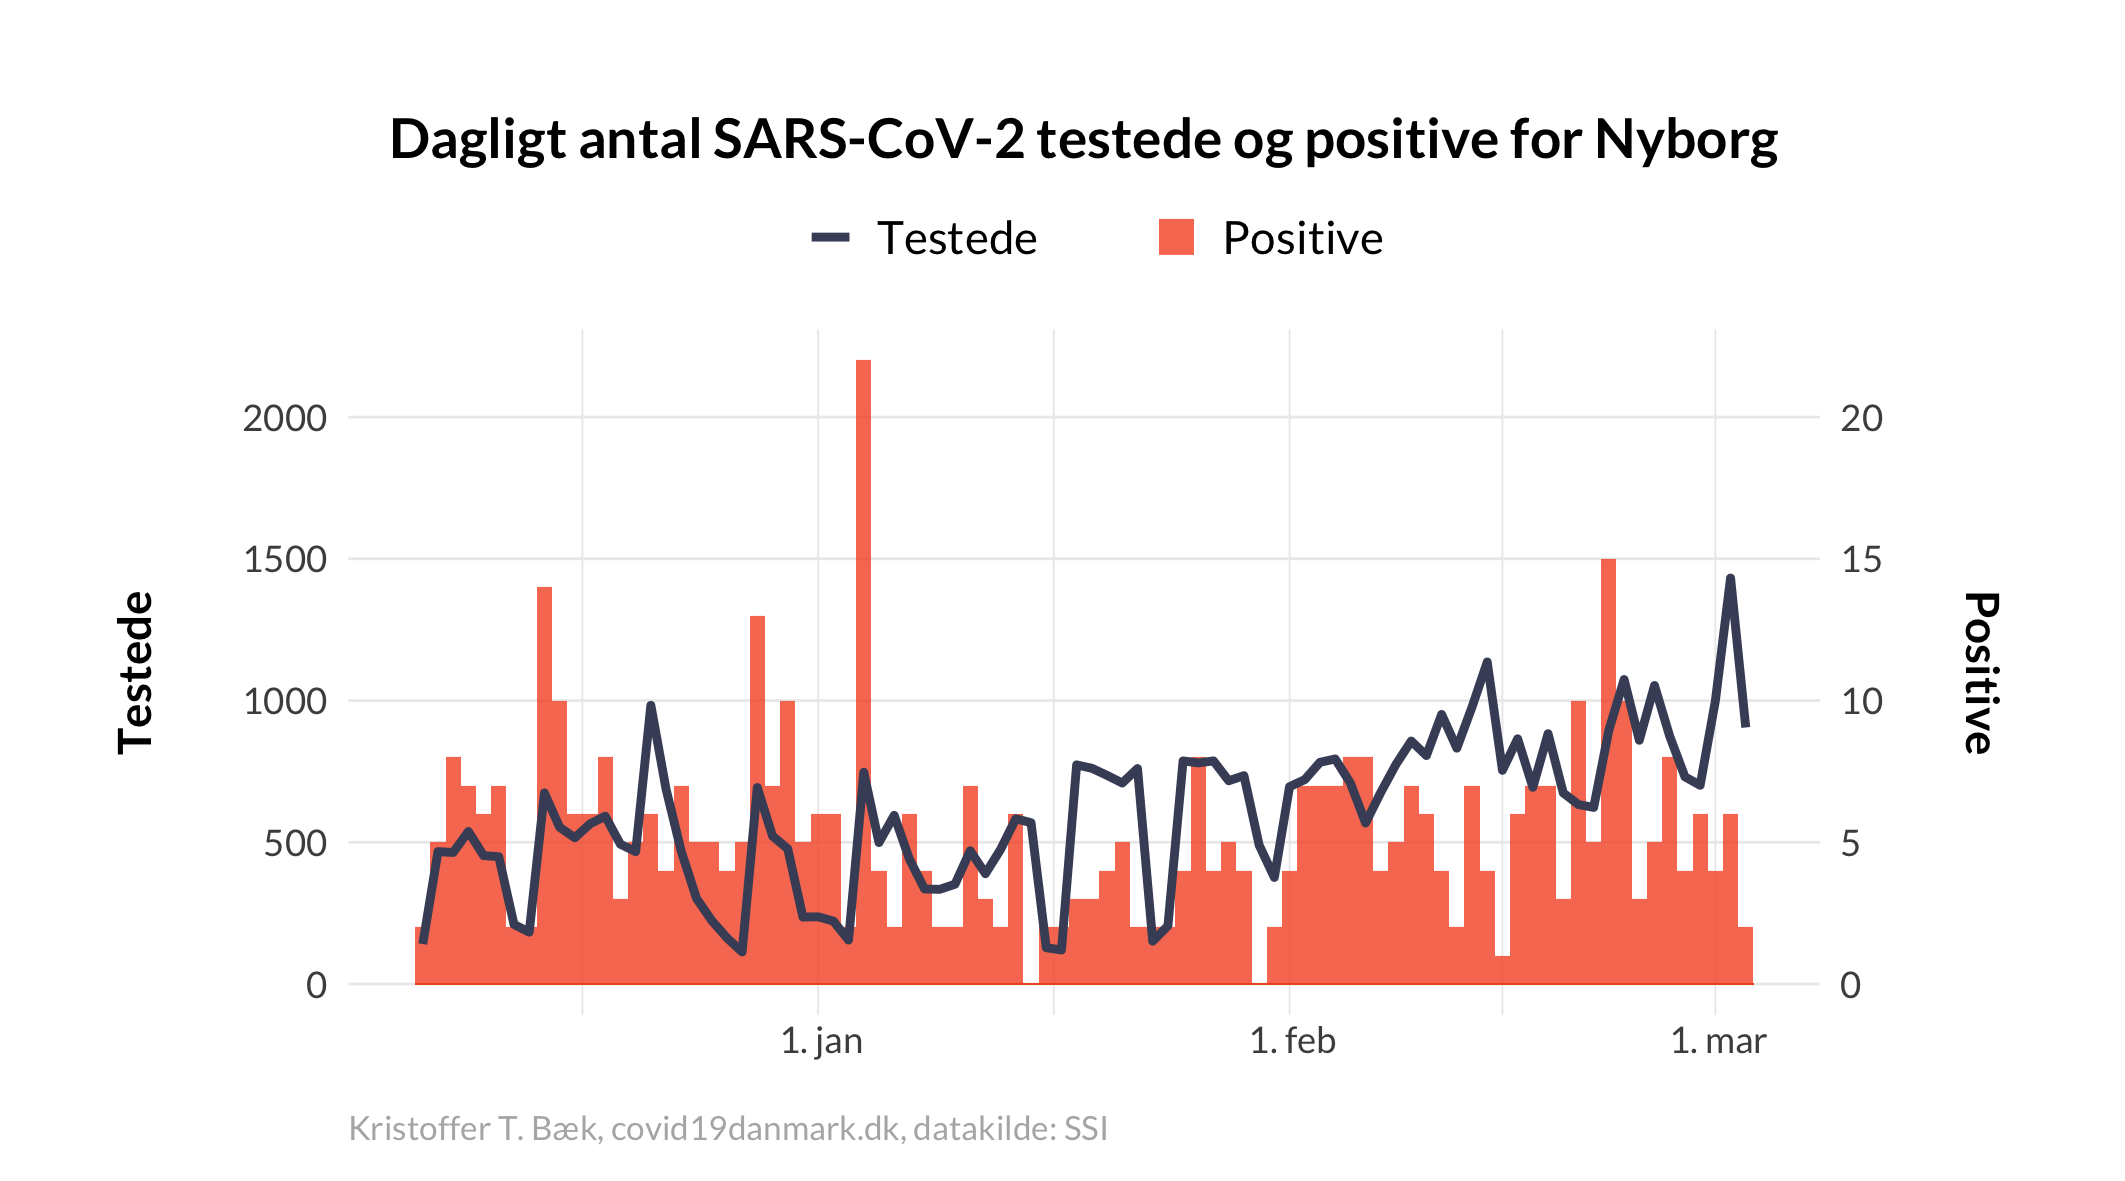 Dagligt antal SARS-CoV-2 testede og positive for Nyborg
Testede Positive
2000 20
1500 15
1000 10
500 5
0 0
Testede
Positive
1. jan 1. feb 1. mar
Kristoffer T. Bæk, covid19danmark.dk, datakilde: SSI